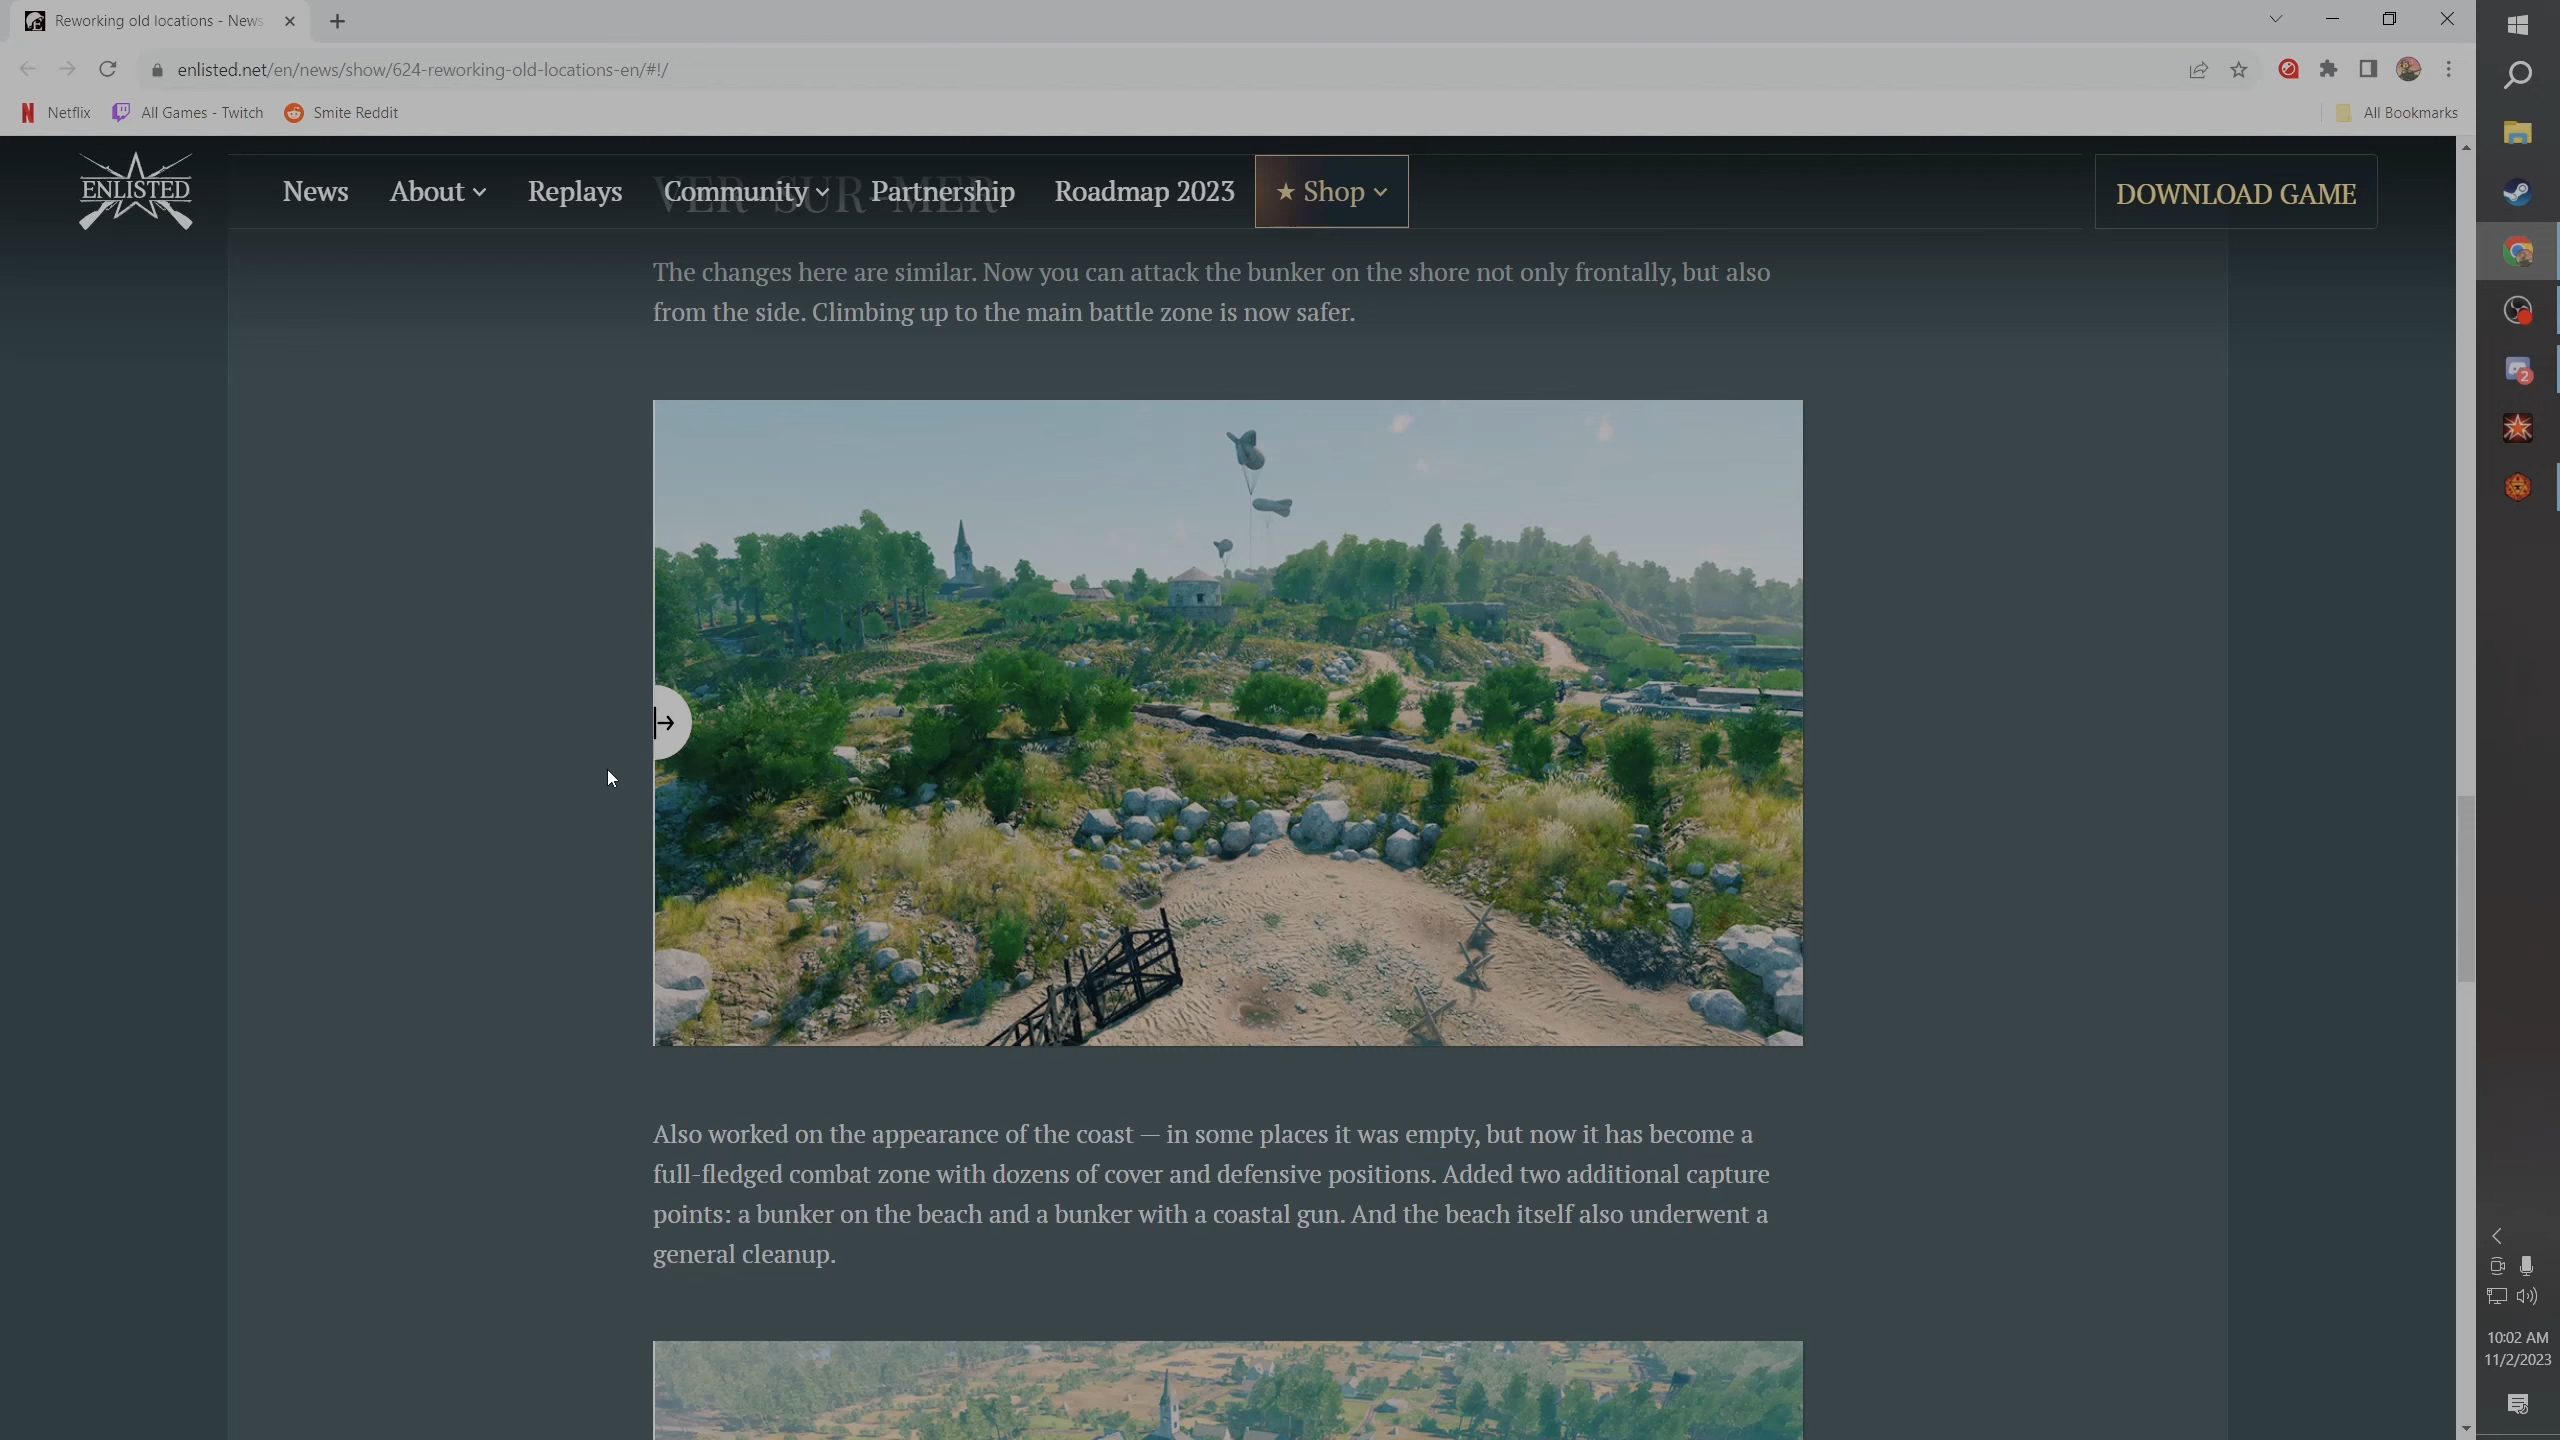 Reworking old locations - News
enlisted.net/en/news/show/624-reworking-old-locations-en/#!/
Netflix
All Games - Twitch
Smite Reddit
All Bookmarks
ENLISTED
News
About
Replays
Community
Partnership
Roadmap 2023
★ Shop
DOWNLOAD GAME
VER-SUR-MER
The changes here are similar. Now you can attack the bunker on the shore not only frontally, but also
from the side. Climbing up to the main battle zone is now safer.
Also worked on the appearance of the coast — in some places it was empty, but now it has become a
full-fledged combat zone with dozens of cover and defensive positions. Added two additional capture
points: a bunker on the beach and a bunker with a coastal gun. And the beach itself also underwent a
general cleanup.
2
10:02 AM
11/2/2023